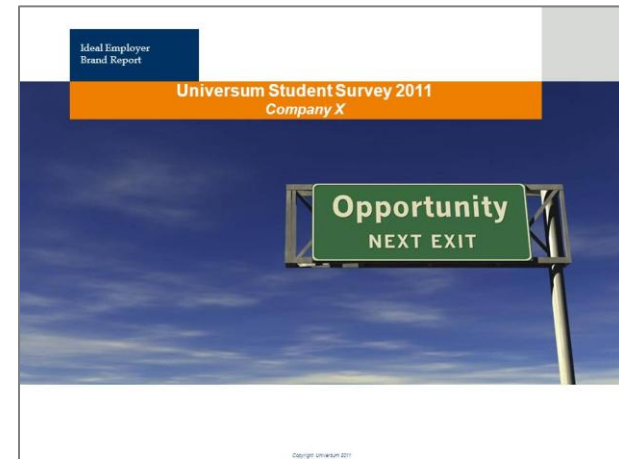 Ideal Employer
Brand Report
Universum Student Survey 2011
Company X
Opportunity
NEXT EXIT
Copyright Universum 2011